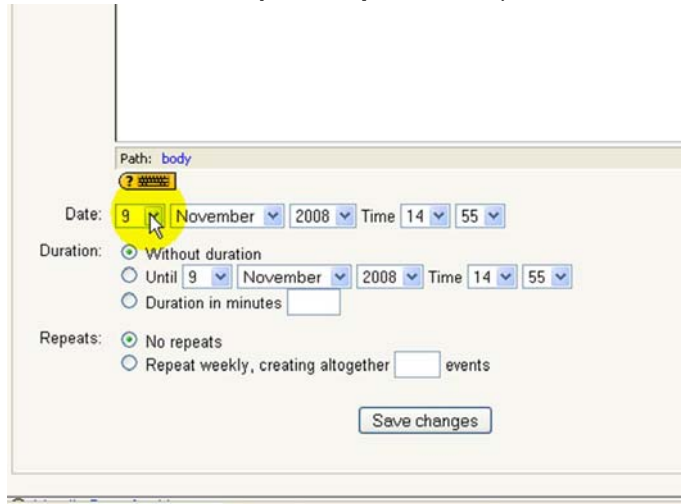 Path: body
?
Date: 9 November 2008 Time 14 55
Duration: Without duration
Until 9 November 2008 Time 14 55
Duration in minutes
Repeats: No repeats
Repeat weekly, creating altogether events
Save changes